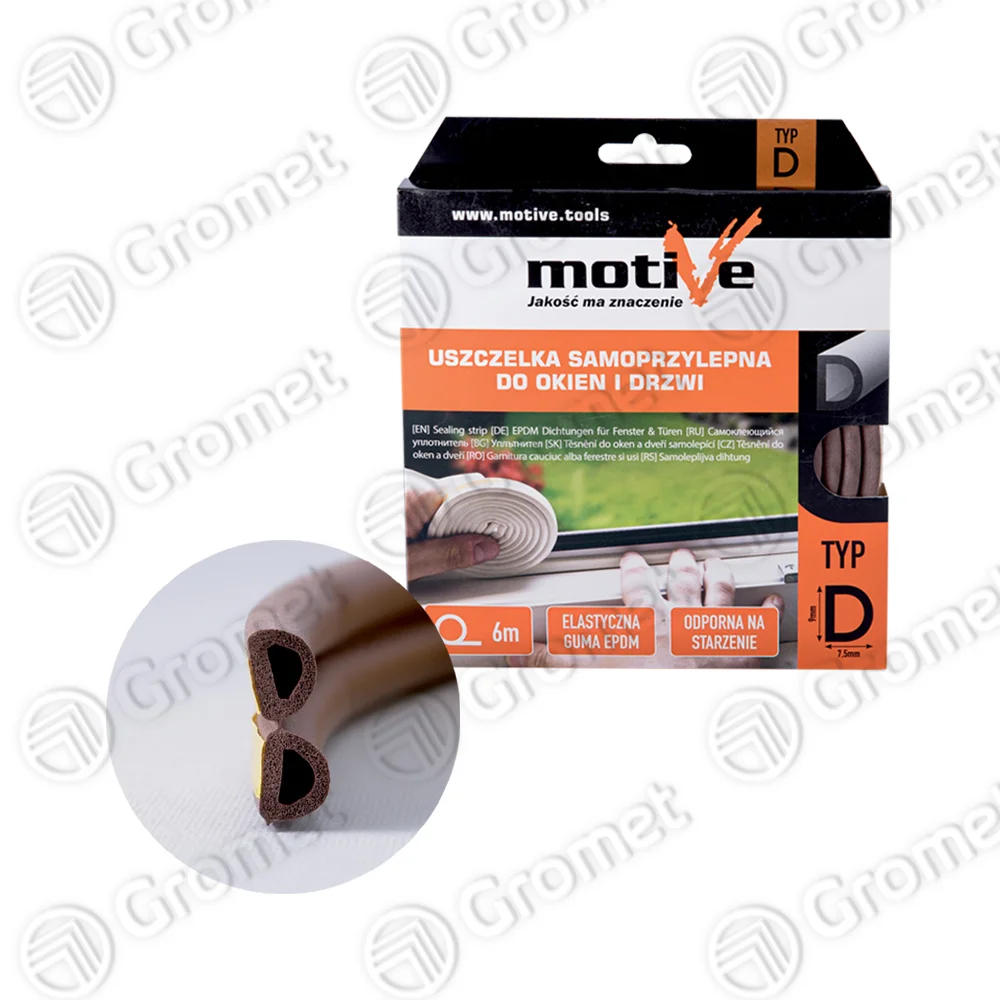 Gromet
TYP
D
www.motive.tools
motive
Jakość ma znaczenie
USZCZELKA SAMOPRZYLEPNA
DO OKIEN I DRZWI
D
[EN] Sealing strip [DE] EPDM Dichtungen für Fenster & Türen [RU] Самоклеющийся
уплотнитель [BG] Уплътнител [SK] Těsnění do oken a dveří samolepící [CZ] Těsnění do
oken a dveří [RO] Garnitura cauciuc alba ferestre si usi [RS] Samoleplјiva dihtung
TYP
D
9mm
7,5mm
6m
ELASTYCZNA
GUMA EPDM
ODPORNA NA
STARZENIE